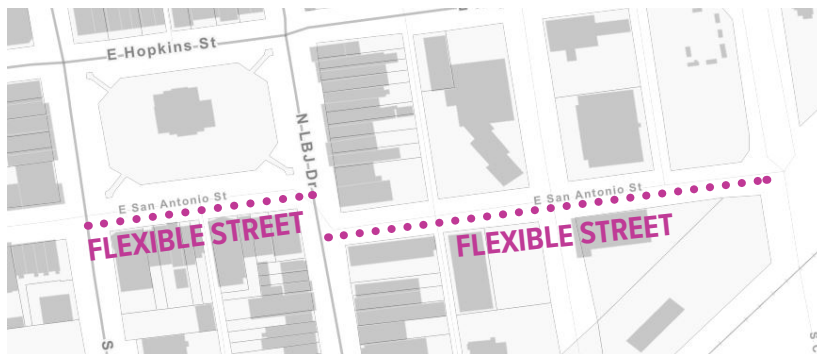 E Hopkins St
N LBJ Dr
E San Antonio St
E San Antonio St
FLEXIBLE STREET
FLEXIBLE STREET
S
S